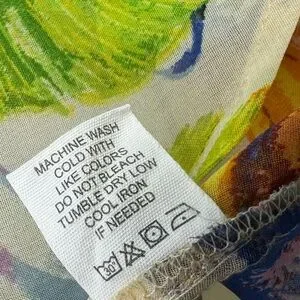 MACHINE WASH
COLD WITH
LIKE COLORS
DO NOT BLEACH
TUMBLE DRY LOW
COOL IRON
IF NEEDED
30°